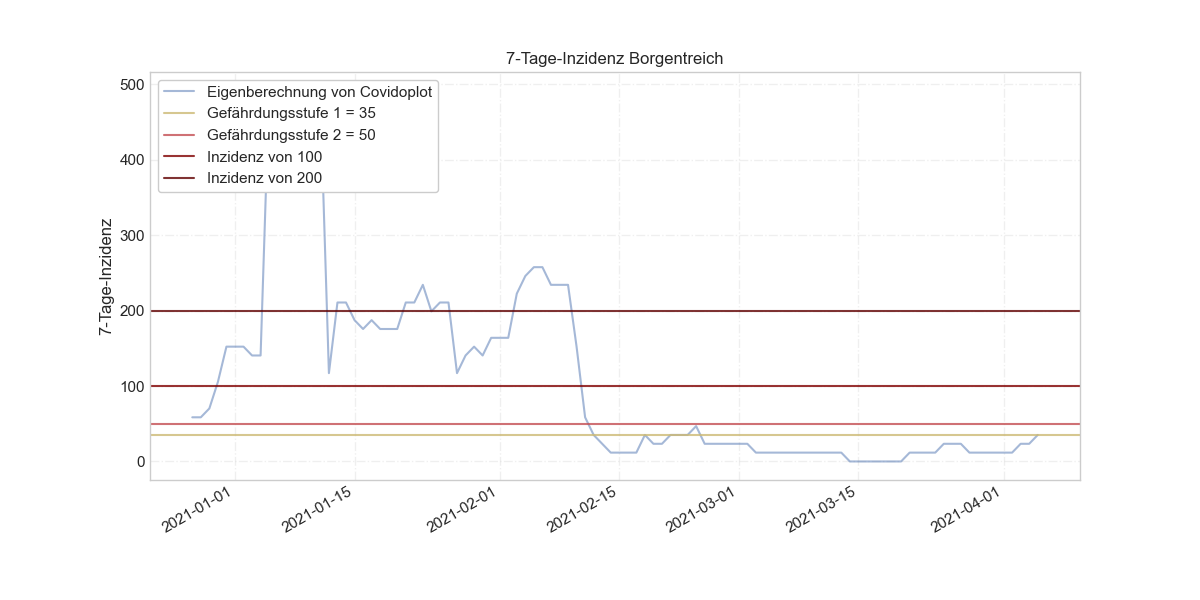 7-Tage-Inzidenz Borgentreich
Eigenberechnung von Covidoplot
Gefährdungsstufe 1 = 35
Gefährdungsstufe 2 = 50
Inzidenz von 100
Inzidenz von 200
7-Tage-Inzidenz
500
400
300
200
100
0
2021-01-01
2021-01-15
2021-02-01
2021-02-15
2021-03-01
2021-03-15
2021-04-01